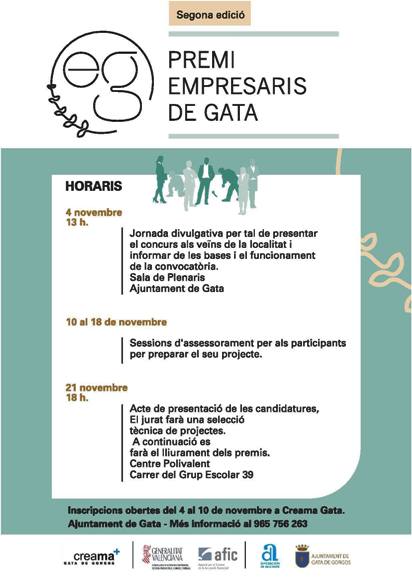 Segona edició
eg
PREMI
EMPRESARIS
DE GATA
HORARIS
4 novembre
13 h.
Jornada divulgativa per tal de presentar
el concurs als veïns de la localitat i
informar de les bases i el funcionament
de la convocatòria.
Sala de Plenaris
Ajuntament de Gata
10 al 18 de novembre
Sessions d'assessorament per als participants
per preparar el seu projecte.
21 novembre
18 h.
Acte de presentació de les candidatures,
El jurat farà una selecció
tècnica de projectes.
A continuació es
farà el lliurament dels premis.
Centre Polivalent
Carrer del Grup Escolar 39
Inscripcions obertes del 4 al 10 de novembre a Creama Gata.
Ajuntament de Gata - Més informació al 965 756 263
creama+
GATA DE GORGOS
GENERALITAT
VALENCIANA
afic
DIPUTACIÓN
DE ALICANTE
AJUNTAMENT DE
GATA DE GORGOS